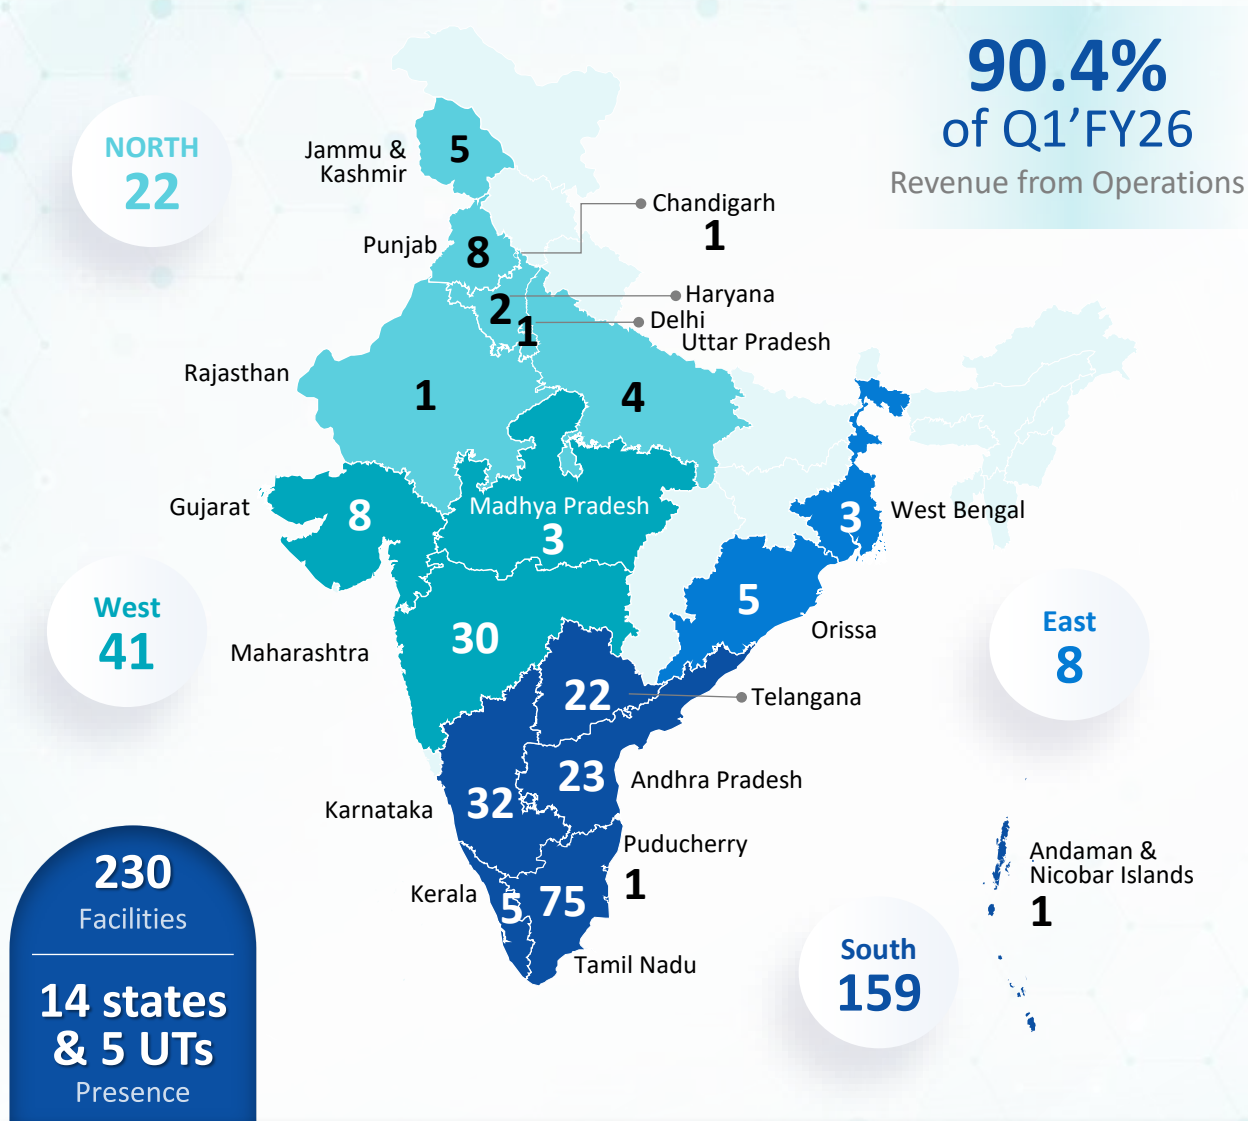 90.4%
of Q1’FY26
Revenue from Operations
NORTH
22
Jammu &
Kashmir
5
Chandigarh
1
Punjab
8
Haryana
2
Delhi
1
Uttar Pradesh
4
Rajasthan
1
Gujarat
8
Madhya Pradesh
3
West Bengal
3
West
41
Maharashtra
30
5
Orissa
East
8
22
Telangana
23
Andhra Pradesh
Karnataka
32
Puducherry
1
Kerala
5
75
Tamil Nadu
Andaman &
Nicobar Islands
1
South
159
230
Facilities
14 states
& 5 UTs
Presence